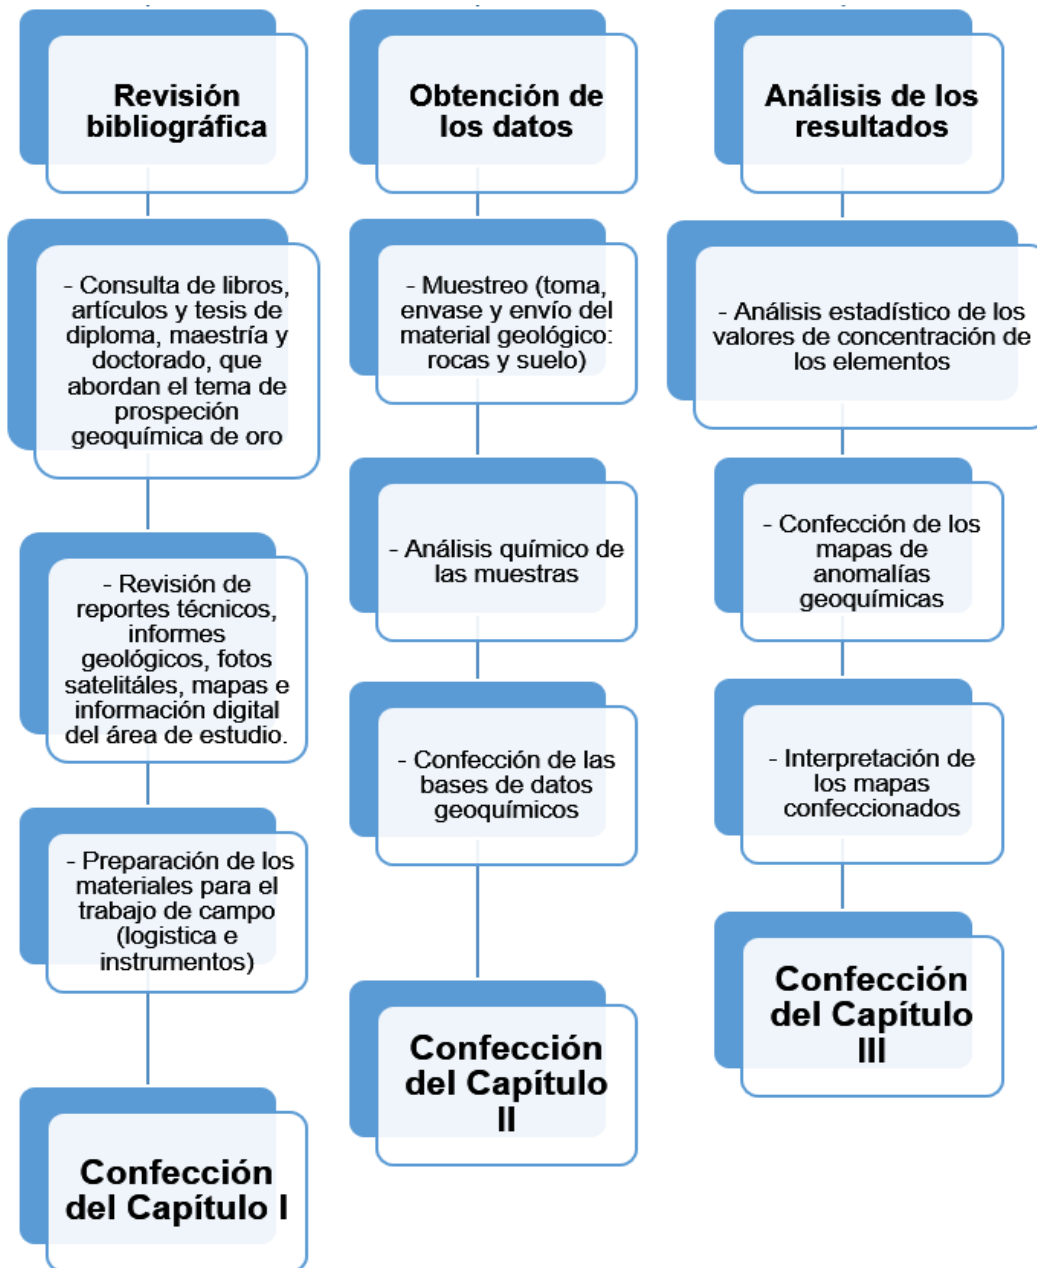 Revisión
bibliográfica
- Consulta de libros,
artículos y tesis de
diploma, maestría y
doctorado, que
abordan el tema de
prospeción
geoquímica de oro
- Revisión de
reportes técnicos,
informes
geológicos, fotos
satelitáles, mapas e
información digital
del área de estudio.
- Preparación de los
materiales para el
trabajo de campo
(logistica e
instrumentos)
Confección
del Capítulo I
Obtención de
los datos
- Muestreo (toma,
envase y envío del
material geológico:
rocas y suelo)
- Análisis químico de
las muestras
- Confección de las
bases de datos
geoquímicos
Confección
del Capítulo
II
Análisis de los
resultados
- Análisis estadístico de los
valores de concentración de
los elementos
- Confección de los
mapas de
anomalías
geoquímicas
- Interpretación de
los mapas
confeccionados
Confección
del Capítulo
III